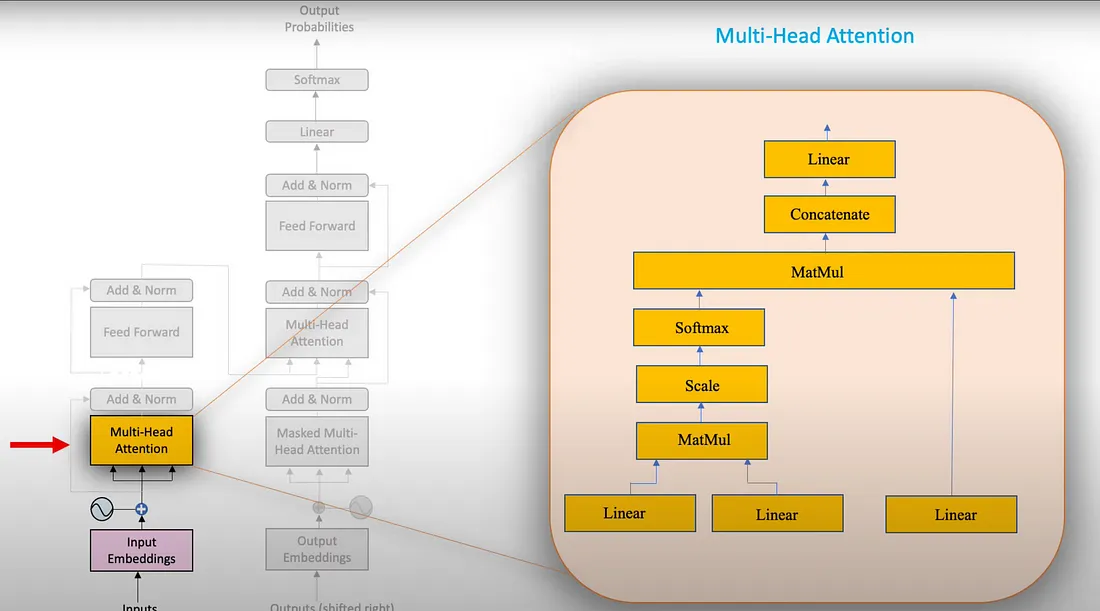 Output
Probabilities
Softmax
Linear
Add & Norm
Feed Forward
Add & Norm
Multi-Head
Attention
Add & Norm
Masked Multi-
Head Attention
Output
Embeddings
Outputs (shifted right)
Add & Norm
Feed Forward
Add & Norm
Multi-Head
Attention
Input
Embeddings
Inputs
Multi-Head Attention
Linear
Concatenate
MatMul
Softmax
Scale
MatMul
Linear
Linear
Linear